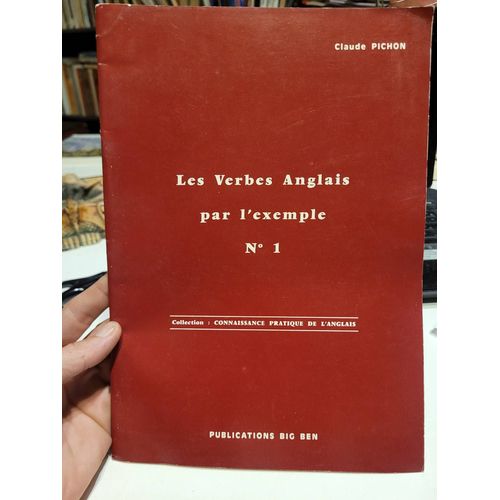 Claude PICHON
Les Verbes Anglais
par l'exemple
N° 1
Collection : CONNAISSANCE PRATIQUE DE L'ANGLAIS
PUBLICATIONS BIG BEN